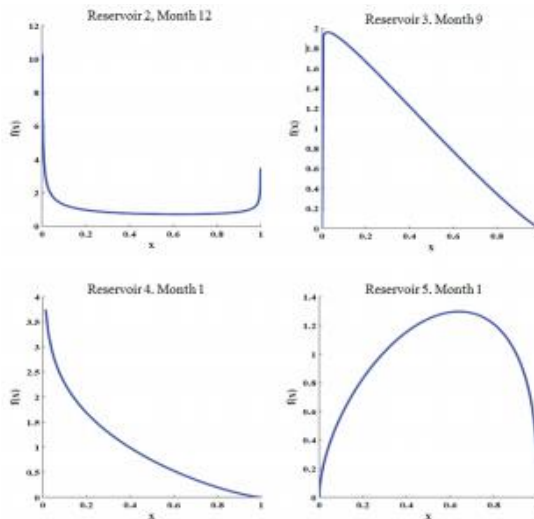 Reservoir 2, Month 12
12
10
8
6
4
2
0
f(x)
0 0.2 0.4 0.6 0.8 1
x
Reservoir 3. Month 9
2
1.8
1.6
1.4
1.2
1
0.8
0.6
0.4
0.2
0
f(x)
0 0.2 0.4 0.6 0.8
x
Reservoir 4. Month 1
4
3.5
3
2.5
2
1.5
1
0.5
0
f(x)
0 0.2 0.4 0.6 0.8 1
x
Reservoir 5. Month 1
1.4
1.2
1
0.8
0.6
0.4
0.2
0
f(x)
0 0.2 0.4 0.6 0.8
x